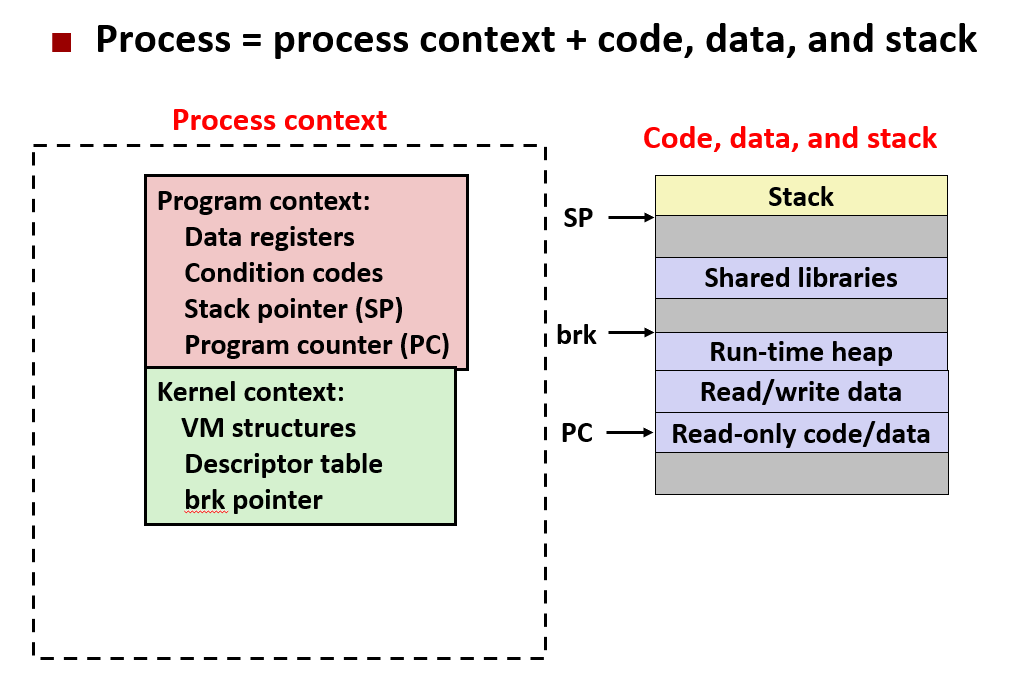 Process = process context + code, data, and stack
Process context
Program context:
Data registers
Condition codes
Stack pointer (SP)
Program counter (PC)
Kernel context:
VM structures
Descriptor table
brk pointer
Code, data, and stack
Stack
SP
Shared libraries
brk
Run-time heap
Read/write data
PC
Read-only code/data